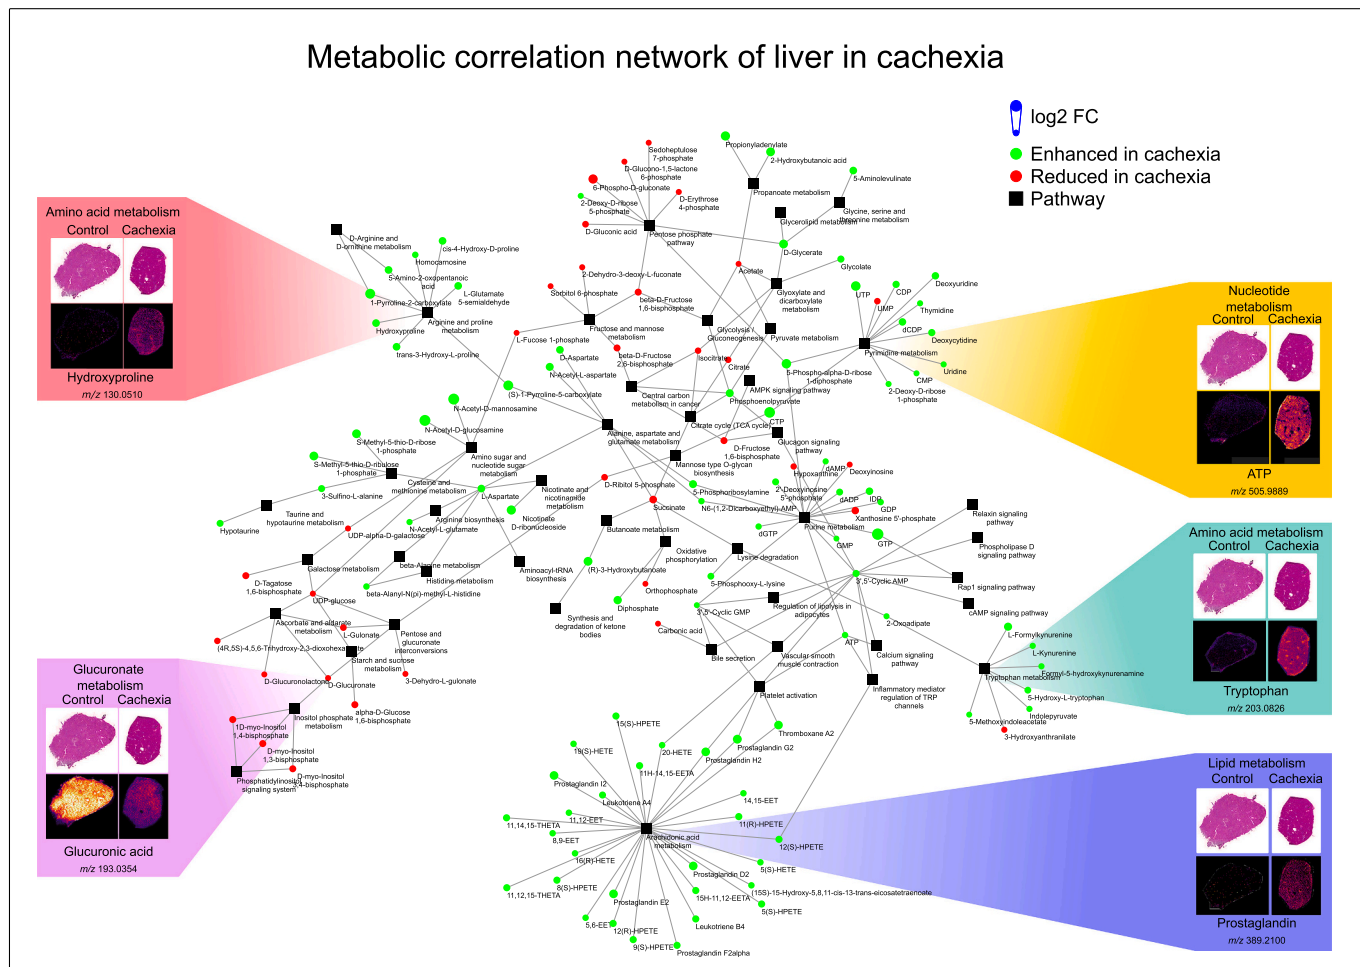 Metabolic correlation network of liver in cachexia
log2 FC
Enhanced in cachexia
Reduced in cachexia
Pathway
Amino acid metabolism
Control Cachexia
Hydroxyproline
m/z 130.0510
Glucuronate
metabolism
Control Cachexia
Glucuronic acid
m/z 193.0354
Nucleotide
metabolism
Control Cachexia
ATP
m/z 505.9889
Amino acid metabolism
Control Cachexia
Tryptophan
m/z 203.0826
Lipid metabolism
Control Cachexia
Prostaglandin
m/z 389.2100
Sedoheptulose
7-phosphate
D-Glucono-1,5-lactone
6-phosphate
6-Phospho-D-gluconate
2-Deoxy-D-ribose
5-phosphate
D-Erythrose
4-phosphate
D-Gluconic acid
Pentose phosphate
pathway
Propionyladenylate
2-Hydroxybutanoic acid
Propanoate metabolism
5-Aminolevulinate
Glycine, serine and
threonine metabolism
Glycerolipid metabolism
D-Glycerate
D-Arginine and
D-ornithine metabolism
cis-4-Hydroxy-D-proline
Homocarnosine
5-Amino-2-oxopentanoic
acid
L-Glutamate
5-semialdehyde
1-Pyrroline-2-carboxylate
Arginine and proline
metabolism
Hydroxyproline
trans-3-Hydroxy-L-proline
2-Dehydro-3-deoxy-L-fuconate
Sorbitol 6-phosphate
beta-D-Fructose
1,6-bisphosphate
Acetate
Glycolate
Glyoxylate and
dicarboxylate
metabolism
Fructose and mannose
metabolism
L-Fucose 1-phosphate
Glycolysis /
Gluconeogenesis
Pyruvate metabolism
UTP
CDP
UMP
Deoxyuridine
Thymidine
dCDP
Deoxycytidine
Pyrimidine metabolism
Uridine
CMP
2-Deoxy-D-ribose
1-phosphate
D-Aspartate
N-Acetyl-L-aspartate
beta-D-Fructose
2,6-bisphosphate
Isocitrate
Citrate
5-Phospho-alpha-D-ribose
1-diphosphate
AMPK signaling pathway
Central carbon
metabolism in cancer
Phosphoenolpyruvate
(S)-1-Pyrroline-5-carboxylate
N-Acetyl-D-mannosamine
N-Acetyl-D-glucosamine
Alanine, aspartate and
glutamate metabolism
Citrate cycle (TCA cycle)
CTP
Glucagon signaling
pathway
D-Fructose
1,6-bisphosphate
S-Methyl-5-thio-D-ribose
1-phosphate
S-Methyl-5-thio-D-ribulose
1-phosphate
Amino sugar and
nucleotide sugar
metabolism
Mannose type O-glycan
biosynthesis
Cysteine and
methionine metabolism
L-Aspartate
Nicotinate and
nicotinamide
metabolism
D-Ribitol 5-phosphate
5-Phosphoribosylamine
Hypoxanthine
dAMP
Deoxyinosine
2'-Deoxyinosine
5'-phosphate
3-Sulfino-L-alanine
Taurine and
hypotaurine metabolism
Hypotaurine
Arginine biosynthesis
N-Acetyl-L-glutamate
Nicotinate
D-ribonucleoside
Succinate
N6-(1,2-Dicarboxyethyl)-AMP
dADP
IDP
GDP
Xanthosine 5'-phosphate
Purine metabolism
dGTP
GMP
GTP
UDP-alpha-D-galactose
Butanoate metabolism
Oxidative
phosphorylation
Lysine degradation
Relaxin signaling
pathway
Phospholipase D
signaling pathway
Galactose metabolism
beta-Alanine metabolism
Histidine metabolism
Aminoacyl-tRNA
biosynthesis
(R)-3-Hydroxybutanoate
5-Phosphooxy-L-lysine
3',5'-Cyclic AMP
Rap1 signaling pathway
D-Tagatose
1,6-bisphosphate
UDP-glucose
beta-Alanyl-N(pi)-methyl-L-histidine
Orthophosphate
Diphosphate
Regulation of lipolysis in
adipocytes
3',5'-Cyclic GMP
cAMP signaling pathway
Synthesis and
degradation of ketone
bodies
Ascorbate and aldarate
metabolism
L-Gulonate
Pentose and
glucuronate
interconversions
Carbonic acid
2-Oxoadipate
(4R,5S)-4,5,6-Trihydroxy-2,3-dioxohexanoate
Starch and sucrose
metabolism
Bile secretion
Vascular smooth
muscle contraction
ATP
Calcium signaling
pathway
L-Formylkynurenine
L-Kynurenine
D-Glucuronolactone
D-Glucuronate
3-Dehydro-L-gulonate
Platelet activation
Inflammatory mediator
regulation of TRP
channels
Tryptophan metabolism
Formyl-5-hydroxykynurenamine
5-Hydroxy-L-tryptophan
Indolepyruvate
5-Methoxyindoleacetate
3-Hydroxyanthranilate
alpha-D-Glucose
1,6-bisphosphate
Inositol phosphate
metabolism
1D-myo-Inositol
1,4-bisphosphate
D-myo-Inositol
1,3-bisphosphate
Phosphatidylinositol
signaling system
D-myo-Inositol
3,4-bisphosphate
15(S)-HPETE
Thromboxane A2
20-HETE
Prostaglandin G2
19(S)-HETE
Prostaglandin H2
11H-14,15-EETA
Prostaglandin I2
Leukotriene A4
14,15-EET
11,12-EET
11,14,15-THETA
11(R)-HPETE
8,9-EET
Arachidonic acid
metabolism
12(S)-HPETE
16(R)-HETE
5(S)-HETE
Prostaglandin D2
8(S)-HPETE
11,12,15-THETA
(15S)-15-Hydroxy-5,8,11-cis-13-trans-eicosatetraenoate
Prostaglandin E2
15H-11,12-EETA
5(S)-HPETE
5,6-EET
12(R)-HPETE
Leukotriene B4
9(S)-HPETE
Prostaglandin F2alpha